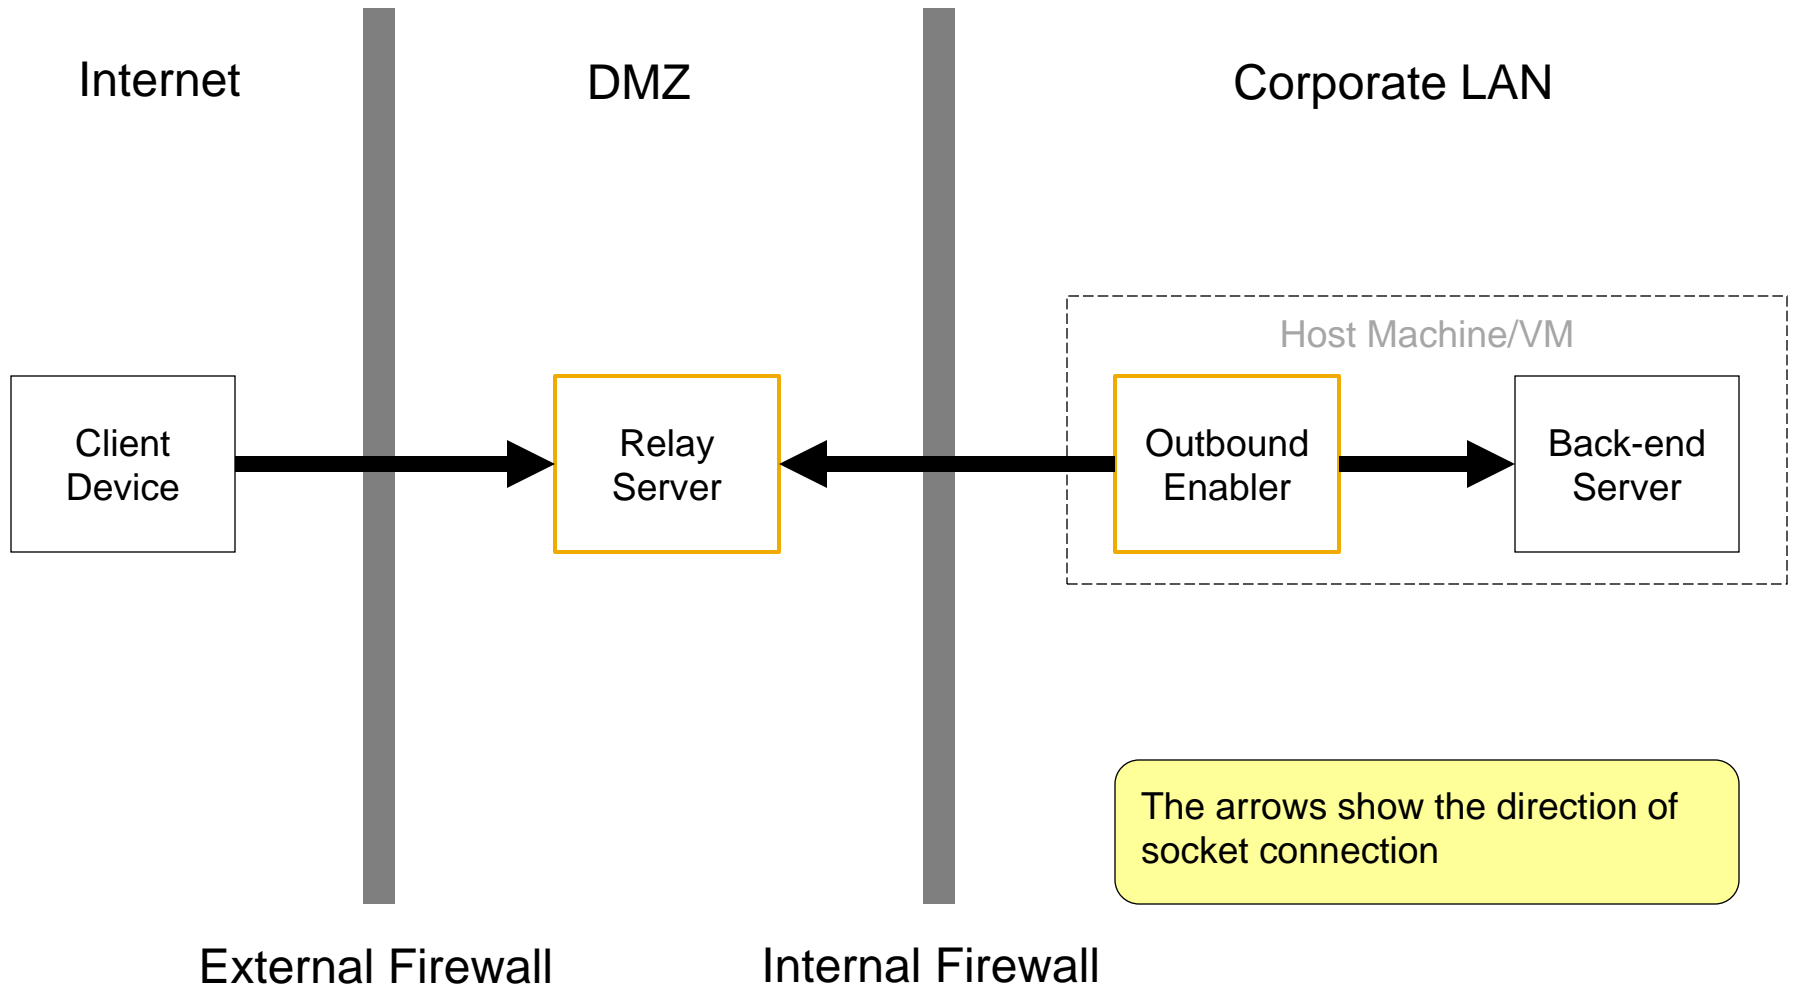 Internet
DMZ
Corporate LAN
Host Machine/VM
Client
Device
Relay
Server
Outbound
Enabler
Back-end
Server
The arrows show the direction of
socket connection
External Firewall
Internal Firewall